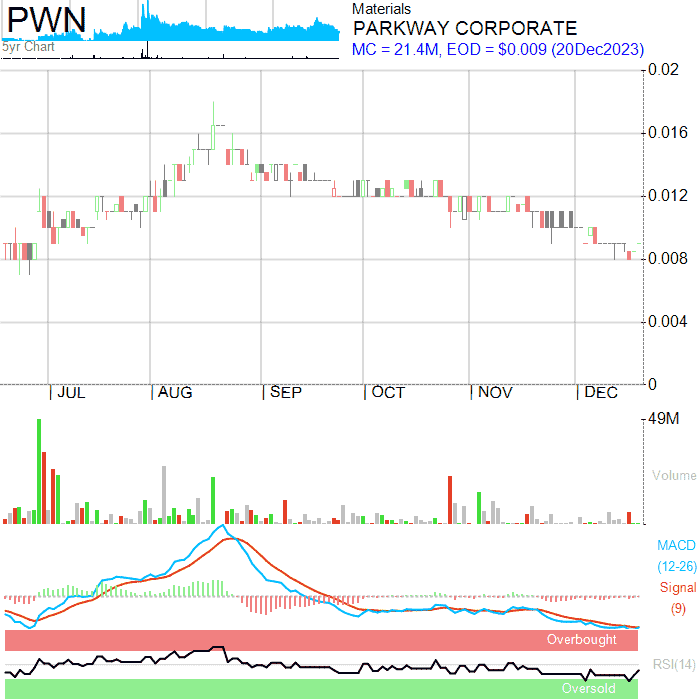 PWN
5yr Chart
Materials
PARKWAY CORPORATE
MC = 21.4M, EOD = $0.009 (20Dec2023)
0.02
0.016
0.012
0.008
0.004
0
JUL AUG SEP OCT NOV DEC
49M
Volume
MACD
(12-26)
Signal
(9)
Overbought
RSI(14)
Oversold